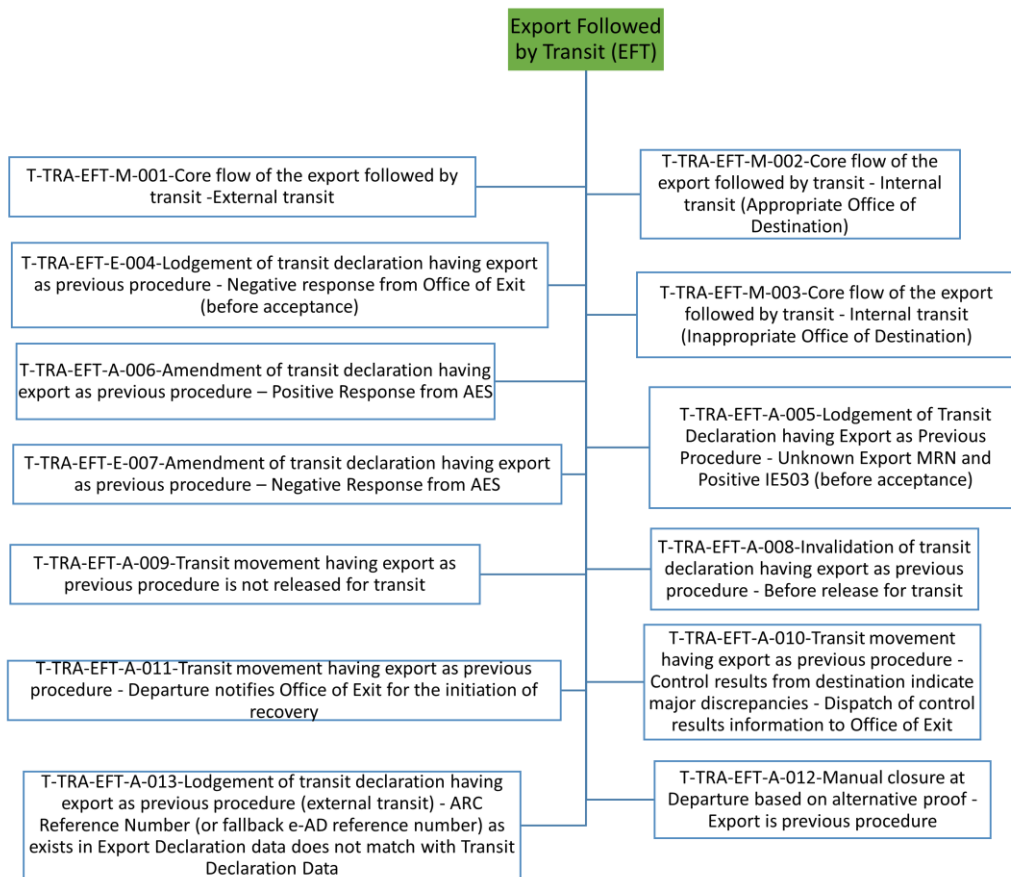 Export Followed
by Transit (EFT)
T-TRA-EFT-M-001-Core flow of the export followed by
transit -External transit
T-TRA-EFT-M-002-Core flow of the
export followed by transit - Internal
transit (Appropriate Office of
Destination)
T-TRA-EFT-E-004-Lodgement of transit declaration having export
as previous procedure - Negative response from Office of Exit
(before acceptance)
T-TRA-EFT-M-003-Core flow of the export
followed by transit - Internal transit
(Inappropriate Office of Destination)
T-TRA-EFT-A-006-Amendment of transit declaration having
export as previous procedure – Positive Response from AES
T-TRA-EFT-A-005-Lodgement of Transit
Declaration having Export as Previous
Procedure - Unknown Export MRN and
Positive IE503 (before acceptance)
T-TRA-EFT-E-007-Amendment of transit declaration having export
as previous procedure – Negative Response from AES
T-TRA-EFT-A-009-Transit movement having export as
previous procedure is not released for transit
T-TRA-EFT-A-008-Invalidation of transit
declaration having export as previous
procedure - Before release for transit
T-TRA-EFT-A-011-Transit movement having export as previous
procedure - Departure notifies Office of Exit for the initiation of
recovery
T-TRA-EFT-A-010-Transit movement
having export as previous procedure -
Control results from destination indicate
major discrepancies - Dispatch of control
results information to Office of Exit
T-TRA-EFT-A-013-Lodgement of transit declaration having
export as previous procedure (external transit) - ARC
Reference Number (or fallback e-AD reference number) as
exists in Export Declaration data does not match with Transit
Declaration Data
T-TRA-EFT-A-012-Manual closure at
Departure based on alternative proof -
Export is previous procedure